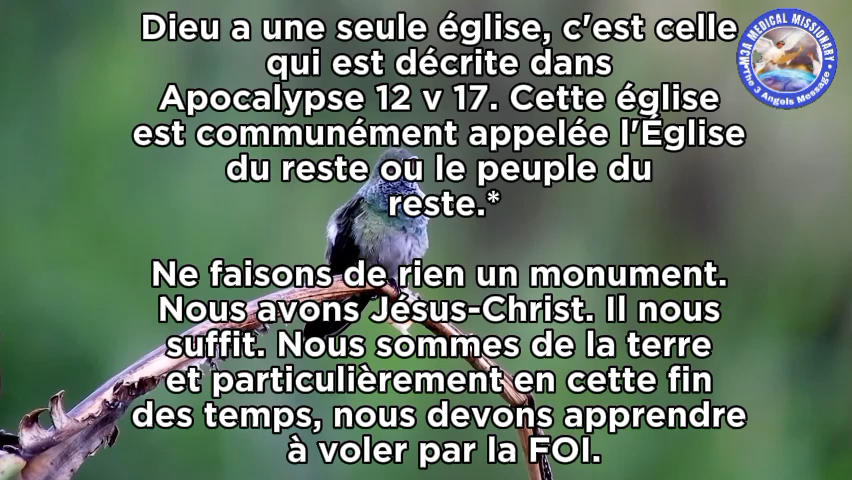 Dieu a une seule église, c'est celle
qui est décrite dans
Apocalypse 12 v 17. Cette église
est communément appelée l'Église
du reste ou le peuple du
reste.*
Ne faisons de rien un monument.
Nous avons Jésus-Christ. Il nous
suffit. Nous sommes de la terre
et particulièrement en cette fin
des temps, nous devons apprendre
à voler par la FOI.
M3A MEDICAL MISSIONARY
The 3 Angels Message